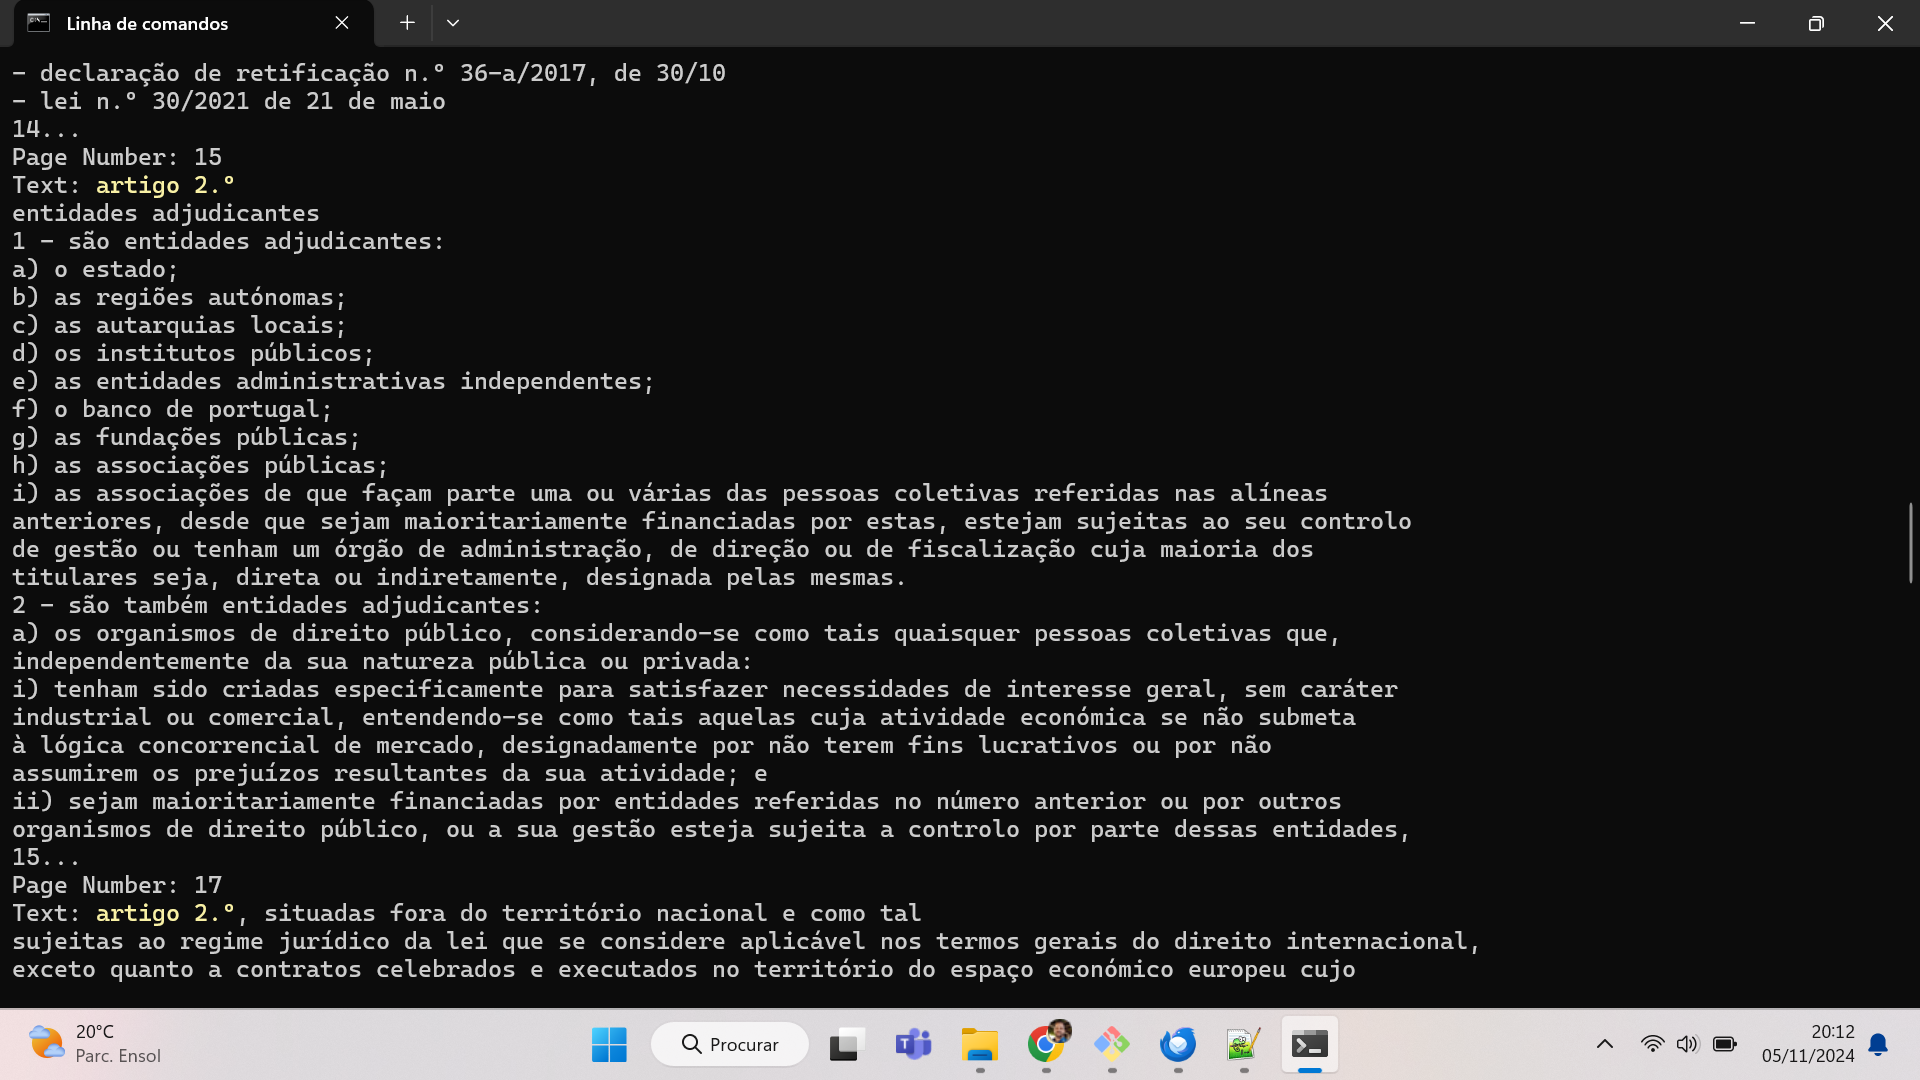 Linha de comandos
- declaração de retificação n.º 36-a/2017, de 30/10
- lei n.º 30/2021 de 21 de maio
14...
Page Number: 15
Text: artigo 2.º
entidades adjudicantes
1 - são entidades adjudicantes:
a) o estado;
b) as regiões autónomas;
c) as autarquias locais;
d) os institutos públicos;
e) as entidades administrativas independentes;
f) o banco de portugal;
g) as fundações públicas;
h) as associações públicas;
i) as associações de que façam parte uma ou várias das pessoas coletivas referidas nas alíneas
anteriores, desde que sejam maioritariamente financiadas por estas, estejam sujeitas ao seu controlo
de gestão ou tenham um órgão de administração, de direção ou de fiscalização cuja maioria dos
titulares seja, direta ou indiretamente, designada pelas mesmas.
2 - são também entidades adjudicantes:
a) os organismos de direito público, considerando-se como tais quaisquer pessoas coletivas que,
independentemente da sua natureza pública ou privada:
i) tenham sido criadas especificamente para satisfazer necessidades de interesse geral, sem caráter
industrial ou comercial, entendendo-se como tais aquelas cuja atividade económica se não submeta
à lógica concorrencial de mercado, designadamente por não terem fins lucrativos ou por não
assumirem os prejuízos resultantes da sua atividade; e
ii) sejam maioritariamente financiadas por entidades referidas no número anterior ou por outros
organismos de direito público, ou a sua gestão esteja sujeita a controlo por parte dessas entidades,
15...
Page Number: 17
Text: artigo 2.º, situadas fora do território nacional e como tal
sujeitas ao regime jurídico da lei que se considere aplicável nos termos gerais do direito internacional,
exceto quanto a contratos celebrados e executados no território do espaço económico europeu cujo
20°C
Parc. Ensol
Procurar
20:12
05/11/2024